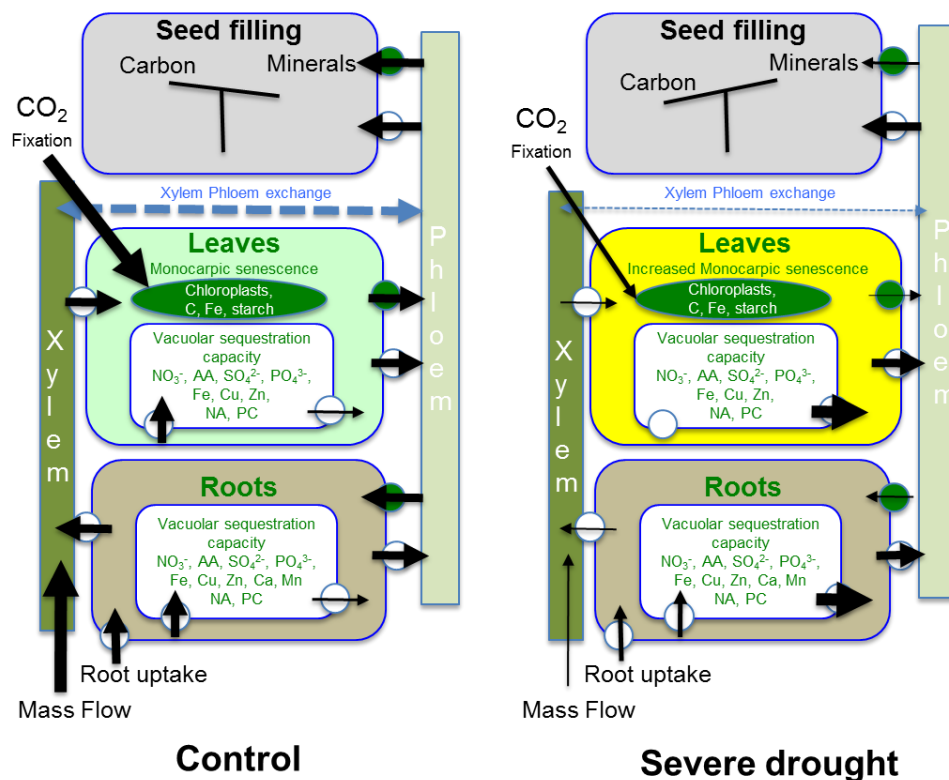 Seed filling
Carbon
Minerals
CO₂
Fixation
Xylem Phloem exchange
Leaves
Monocarpic senescence
Chloroplasts,
C, Fe, starch
Vacuolar sequestration
capacity
NO₃⁻, AA, SO₄²⁻, PO₄³⁻,
Fe, Cu, Zn,
NA, PC
Xylem
Phloem
Roots
Vacuolar sequestration
capacity
NO₃⁻, AA, SO₄²⁻, PO₄³⁻,
Fe, Cu, Zn, Ca, Mn
NA, PC
Root uptake
Mass Flow
Control
Seed filling
Carbon
Minerals
CO₂
Fixation
Xylem Phloem exchange
Leaves
Increased Monocarpic senescence
Chloroplasts,
C, Fe, starch
Vacuolar sequestration
capacity
NO₃⁻, AA, SO₄²⁻, PO₄³⁻,
Fe, Cu, Zn,
NA, PC
Xylem
Phloem
Roots
Vacuolar sequestration
capacity
NO₃⁻, AA, SO₄²⁻, PO₄³⁻,
Fe, Cu, Zn, Ca, Mn
NA, PC
Root uptake
Mass Flow
Severe drought